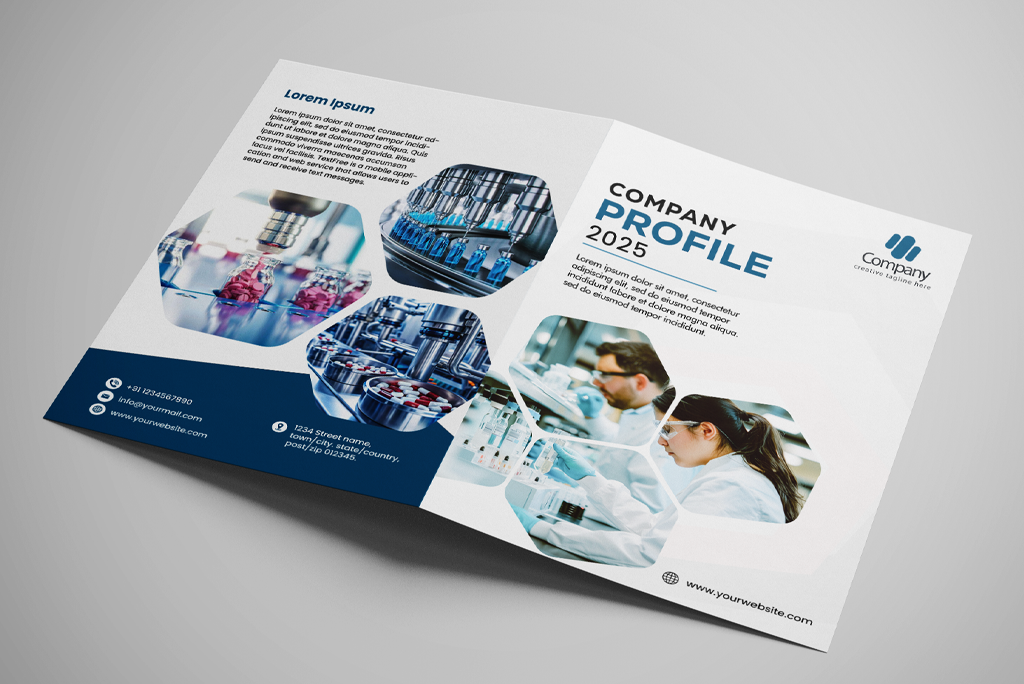 Lorem Ipsum
Lorem ipsum dolor sit amet, consectetur ad-
ipiscing elit, sed do eiusmod tempor incidi-
dunt ut labore et dolore magna aliqua. Quis
ipsum suspendisse ultrices gravida. Risus
commodo viverra maecenas accumsan
lacus vel facilisis. TextFree is a mobile appli-
cation and web service that allows users to
send and receive text messages.
+91 1234567890
info@yourmail.com
www.yourwebsite.com
1234 Street name,
town/city, state/country,
post/zip 012345.
COMPANY
PROFILE
2025
Lorem ipsum dolor sit amet, consectetur
adipiscing elit, sed do eiusmod tempor
incididunt labore et dolore magna aliqua.
sed do eiusmod tempor incididunt.
Company
creative tagline here
www.yourwebsite.com